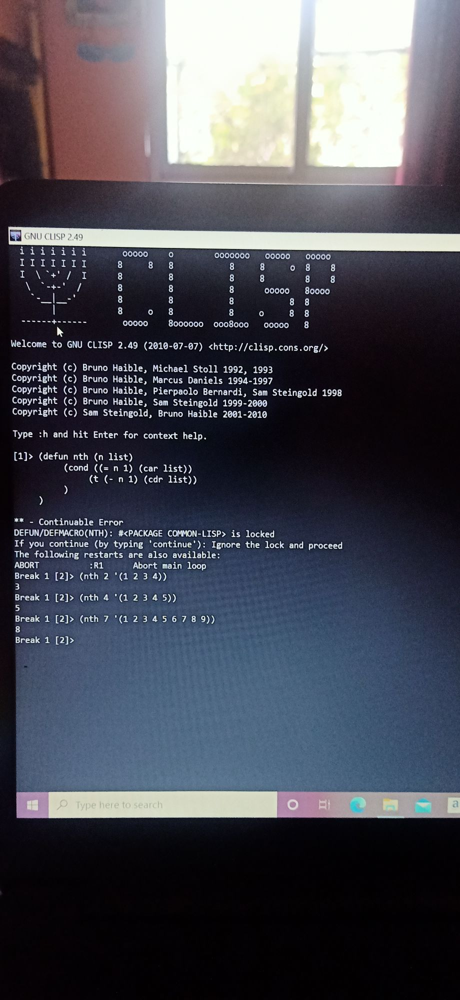 GNU CLISP 2.49
i i i i i i i       ooooo    o        ooooooo   ooooo   ooooo
I I I I I I I      8     8   8           8     8     o  8    8
I  \ `+' /  I      8         8           8     8        8    8
 \  `-+-'  /       8         8           8      ooooo   8oooo
  `-__|__-'        8         8           8           8  8
      |            8     o   8           8     o     8  8
------+------       ooooo    8oooooo  ooo8ooo   ooooo   8
Welcome to GNU CLISP 2.49 (2010-07-07) <http://clisp.cons.org/>
Copyright (c) Bruno Haible, Michael Stoll 1992, 1993
Copyright (c) Bruno Haible, Marcus Daniels 1994-1997
Copyright (c) Bruno Haible, Pierpaolo Bernardi, Sam Steingold 1998
Copyright (c) Bruno Haible, Sam Steingold 1999-2000
Copyright (c) Sam Steingold, Bruno Haible 2001-2010
Type :h and hit Enter for context help.
[1]> (defun nth (n list)
(cond ((= n 1) (car list))
(t (- n 1) (cdr list))
)
)
** - Continuable Error
DEFUN/DEFMACRO(NTH): #<PACKAGE COMMON-LISP> is locked
If you continue (by typing 'continue'): Ignore the lock and proceed
The following restarts are also available:
ABORT          :R1      Abort main loop
Break 1 [2]> (nth 2 '(1 2 3 4))
3
Break 1 [2]> (nth 4 '(1 2 3 4 5))
5
Break 1 [2]> (nth 7 '(1 2 3 4 5 6 7 8 9))
8
Break 1 [2]>
Type here to search
a